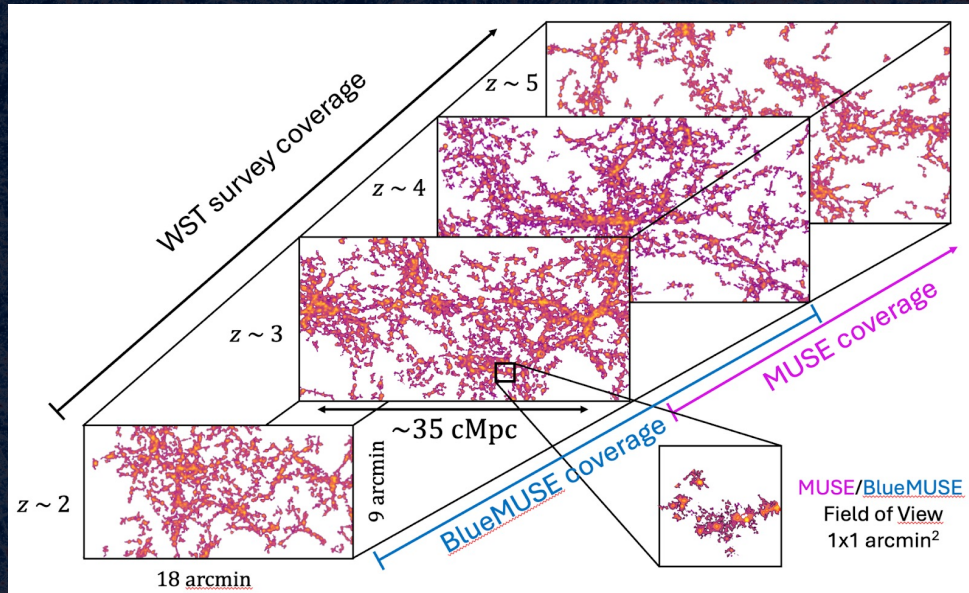 WST survey coverage
z ~ 5
z ~ 4
z ~ 3
z ~ 2
~35 cMpc
9 arcmin
18 arcmin
BlueMUSE coverage
MUSE coverage
MUSE/BlueMUSE
Field of View
1x1 arcmin²